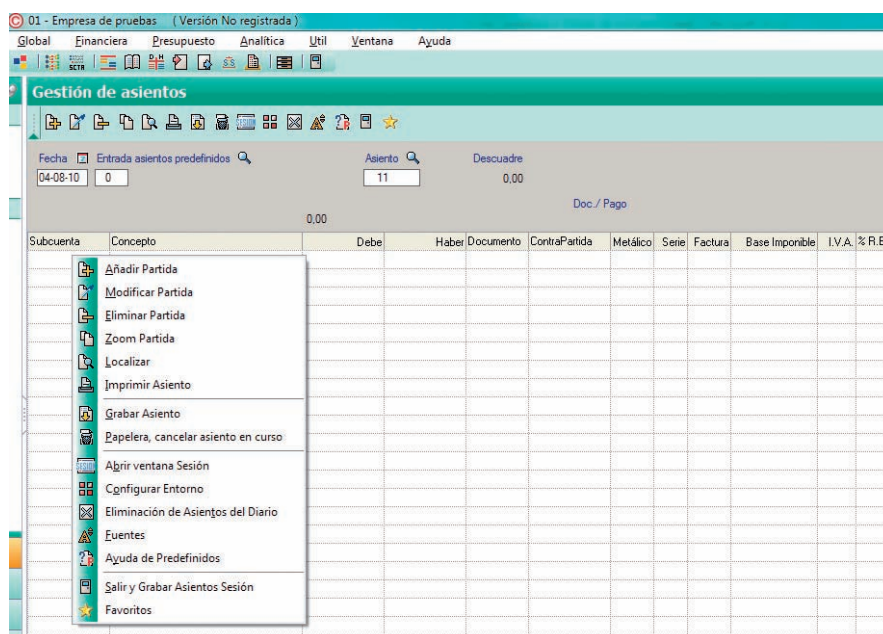 01 - Empresa de pruebas ( Versión No registrada )
Global Financiera Presupuesto Analítica Util Ventana Ayuda
SCTR
Gestión de asientos
Fecha Entrada asientos predefinidos Asiento Descuadre
04-08-10 0 11 0,00
Doc./ Pago
0,00
Subcuenta Concepto Debe Haber Documento ContraPartida Metálico Serie Factura Base Imponible I.V.A. % R.E
Añadir Partida
Modificar Partida
Eliminar Partida
Zoom Partida
Localizar
Imprimir Asiento
Grabar Asiento
Papelera, cancelar asiento en curso
Abrir ventana Sesión
Configurar Entorno
Eliminación de Asientos del Diario
Fuentes
Ayuda de Predefinidos
Salir y Grabar Asientos Sesión
Favoritos